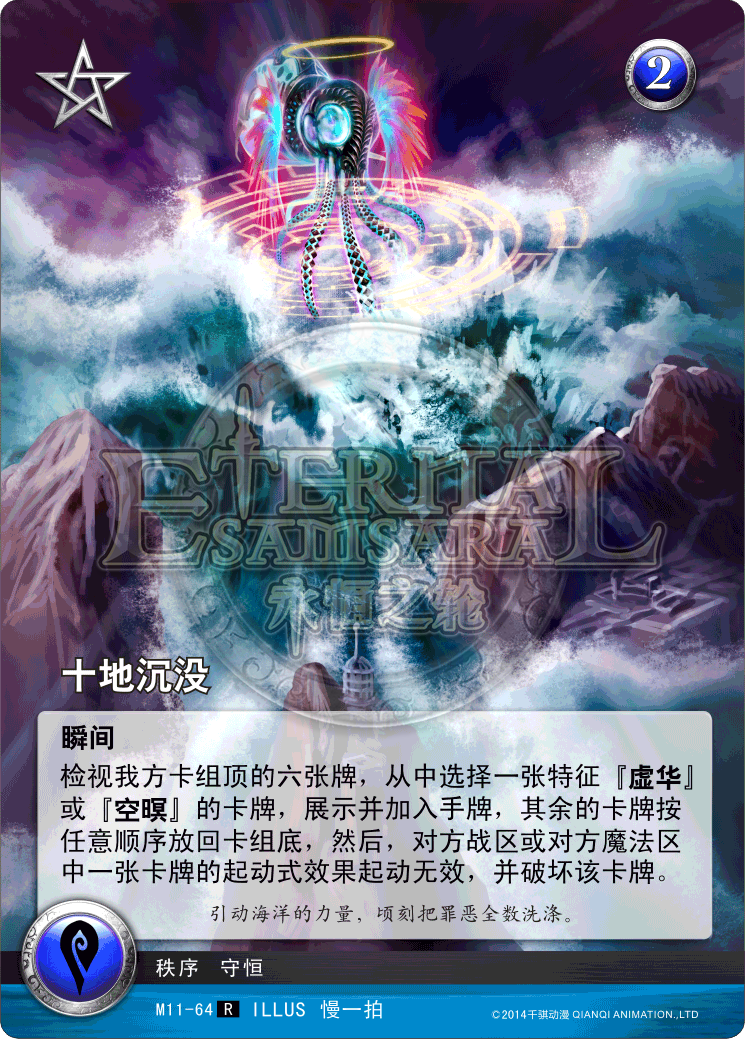 2
ETERNAL
SAMSARA
永恒之轮
十地沉没
瞬间
检视我方卡组顶的六张牌，从中选择一张特征『虚华』
或『空暝』的卡牌，展示并加入手牌，其余的卡牌按
任意顺序放回卡组底，然后，对方战区或对方魔法区
中一张卡牌的起动式效果起动无效，并破坏该卡牌。
引动海洋的力量，顷刻把罪恶全数洗涤。
秩序 守恒
M11-64 R ILLUS 慢一拍
©2014千骐动漫 QIANQI ANIMATION.,LTD